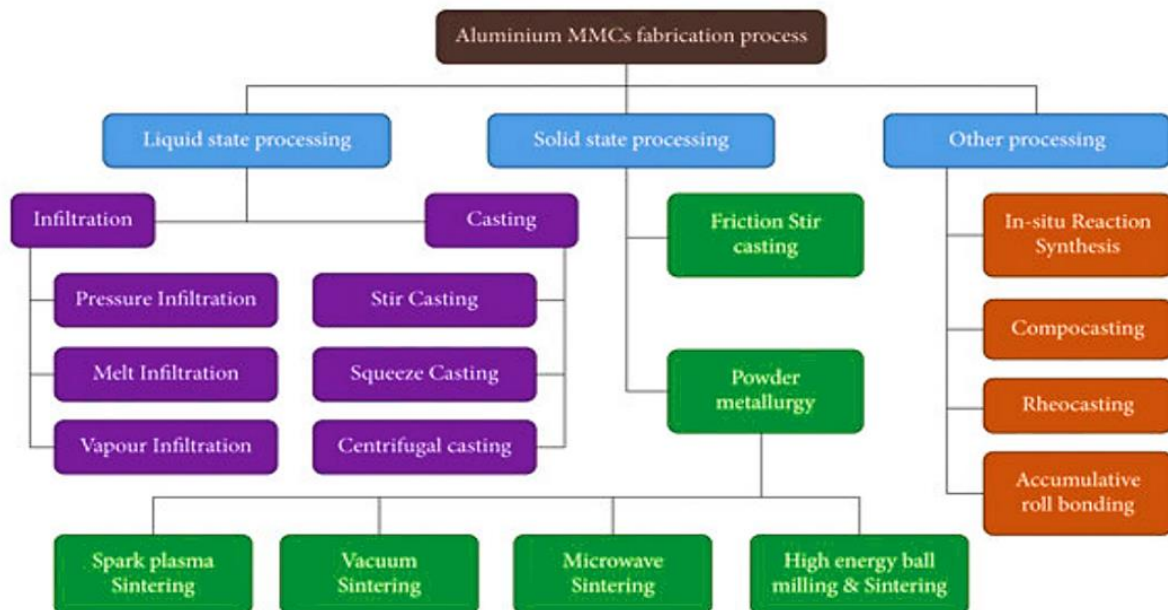 Aluminium MMCs fabrication process
Liquid state processing
Solid state processing
Other processing
Infiltration
Casting
Friction Stir
casting
In-situ Reaction
Synthesis
Pressure Infiltration
Stir Casting
Compocasting
Melt Infiltration
Squeeze Casting
Powder
metallurgy
Rheocasting
Vapour Infiltration
Centrifugal casting
Accumulative
roll bonding
Spark plasma
Sintering
Vacuum
Sintering
Microwave
Sintering
High energy ball
milling & Sintering